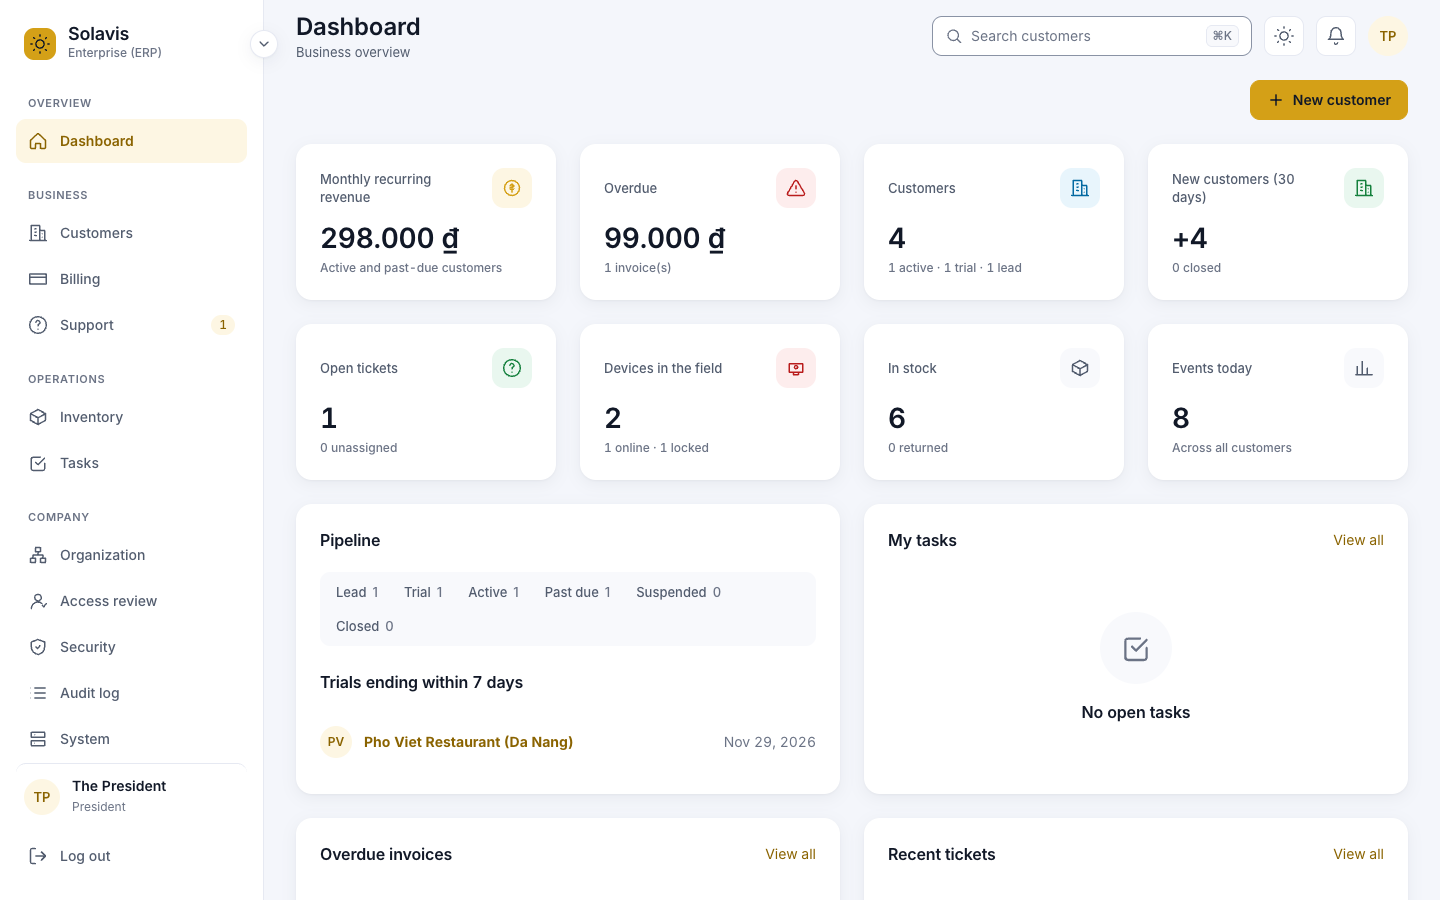 Solavis
Enterprise (ERP)
OVERVIEW
Dashboard
BUSINESS
Customers
Billing
Support 1
OPERATIONS
Inventory
Tasks
COMPANY
Organization
Access review
Security
Audit log
System
TP
The President
President
Log out
Dashboard
Business overview
Search customers ⌘K
TP
New customer
Monthly recurring
revenue
298.000 ₫
Active and past-due customers
Overdue
99.000 ₫
1 invoice(s)
Customers
4
1 active · 1 trial · 1 lead
New customers (30
days)
+4
0 closed
Open tickets
1
0 unassigned
Devices in the field
2
1 online · 1 locked
In stock
6
0 returned
Events today
8
Across all customers
Pipeline
Lead 1 Trial 1 Active 1 Past due 1 Suspended 0
Closed 0
Trials ending within 7 days
PV Pho Viet Restaurant (Da Nang) Nov 29, 2026
My tasks View all
No open tasks
Overdue invoices View all
Recent tickets View all